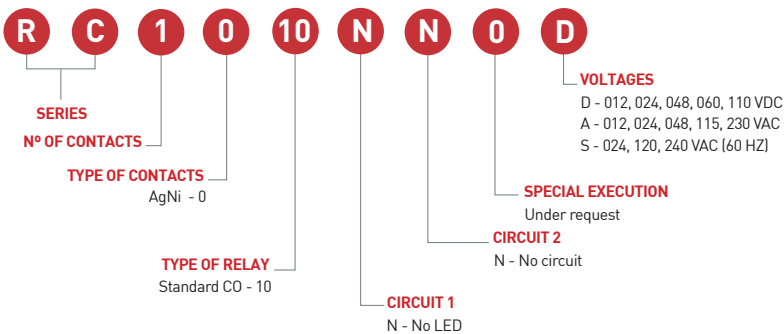 R C 1 0 10 N N 0 D
VOLTAGES
D - 012, 024, 048, 060, 110 VDC
A - 012, 024, 048, 115, 230 VAC
S - 024, 120, 240 VAC (60 HZ)
SERIES
Nº OF CONTACTS
TYPE OF CONTACTS
AgNi - 0
SPECIAL EXECUTION
Under request
CIRCUIT 2
N - No circuit
TYPE OF RELAY
Standard CO - 10
CIRCUIT 1
N - No LED